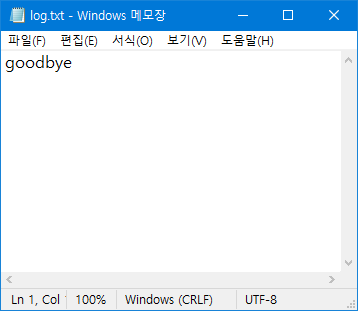 log.txt - Windows 메모장
파일(F) 편집(E) 서식(O) 보기(V) 도움말(H)
goodbye
Ln 1, Col 100% Windows (CRLF) UTF-8